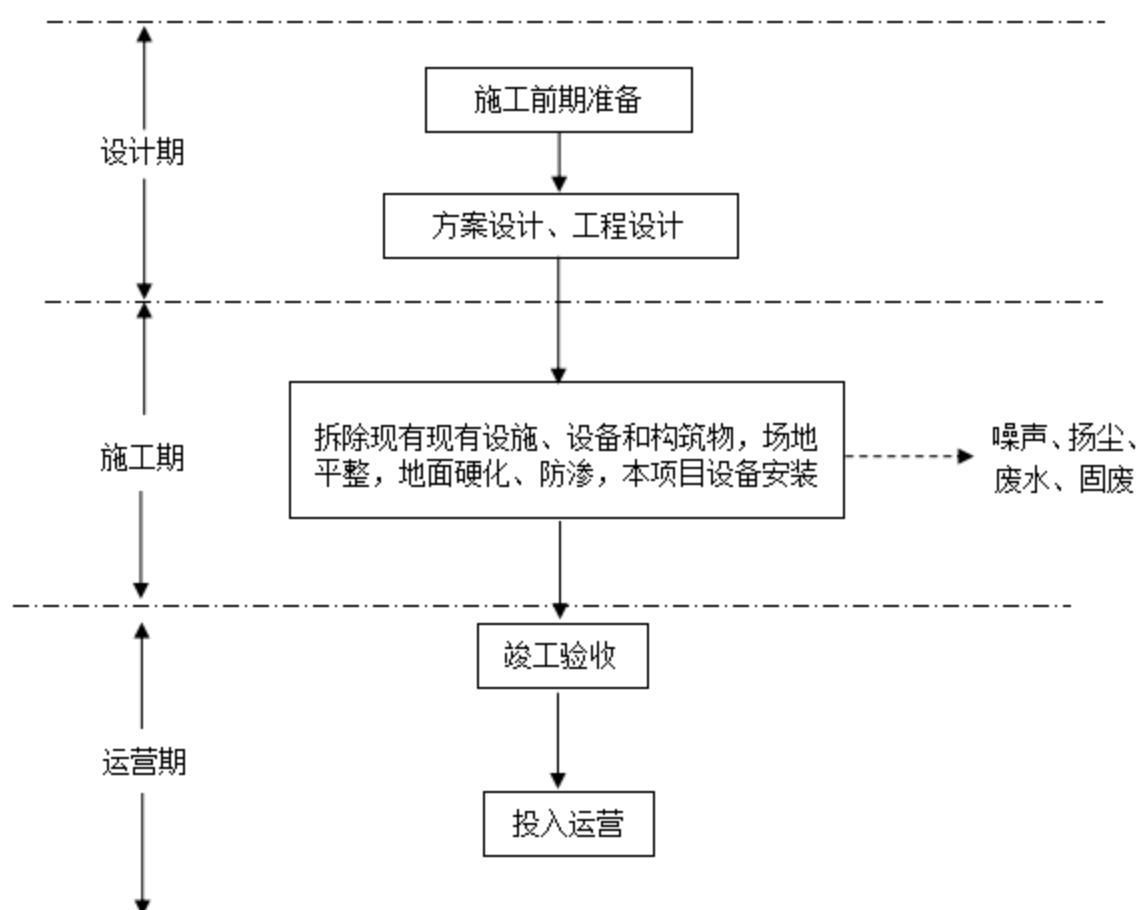 施工前期准备
设计期
方案设计、工程设计
施工期
拆除现有现有设施、设备和构筑物，场地
平整，地面硬化、防渗，本项目设备安装
噪声、扬尘、
废水、固废
竣工验收
运营期
投入运营